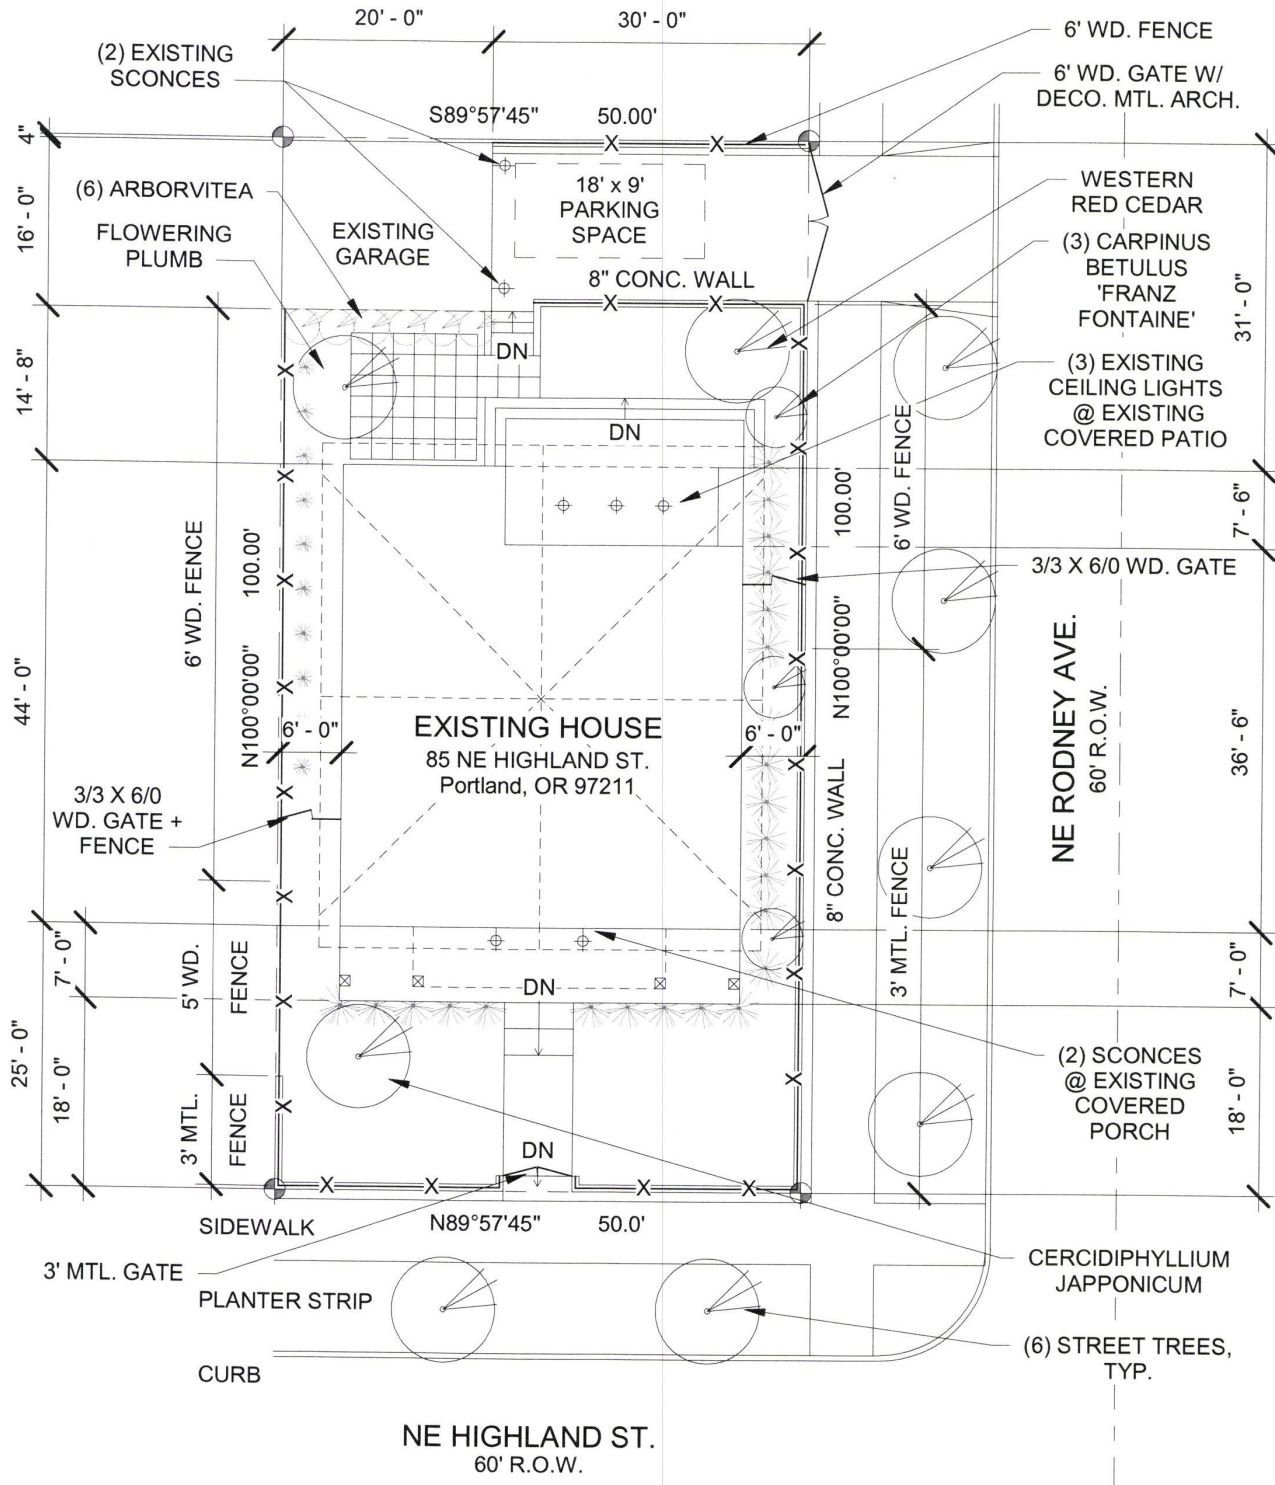 20' - 0"
30' - 0"
(2) EXISTING
SCONCES
6' WD. FENCE
6' WD. GATE W/
DECO. MTL. ARCH.
S89°57'45"
50.00'
4"
16' - 0"
(6) ARBORVITEA
FLOWERING
PLUMB
EXISTING
GARAGE
18' x 9'
PARKING
SPACE
8" CONC. WALL
WESTERN
RED CEDAR
(3) CARPINUS
BETULUS
'FRANZ
FONTAINE'
31' - 0"
14' - 8"
DN
DN
(3) EXISTING
CEILING LIGHTS
@ EXISTING
COVERED PATIO
6' WD. FENCE
100.00'
7' - 6"
6' WD. FENCE
100.00'
3/3 X 6/0 WD. GATE
N100°00'00"
N100°00'00"
44' - 0"
6' - 0"
EXISTING HOUSE
85 NE HIGHLAND ST.
Portland, OR 97211
6' - 0"
NE RODNEY AVE.
60' R.O.W.
36' - 6"
3/3 X 6/0
WD. GATE +
FENCE
8" CONC. WALL
3' MTL. FENCE
7' - 0"
5' WD.
FENCE
DN
7' - 0"
25' - 0"
18' - 0"
3' MTL.
FENCE
(2) SCONCES
@ EXISTING
COVERED
PORCH
18' - 0"
DN
SIDEWALK
N89°57'45"
50.0'
3' MTL. GATE
PLANTER STRIP
CERCIDIPHYLLIUM
JAPPONICUM
(6) STREET TREES,
TYP.
CURB
NE HIGHLAND ST.
60' R.O.W.